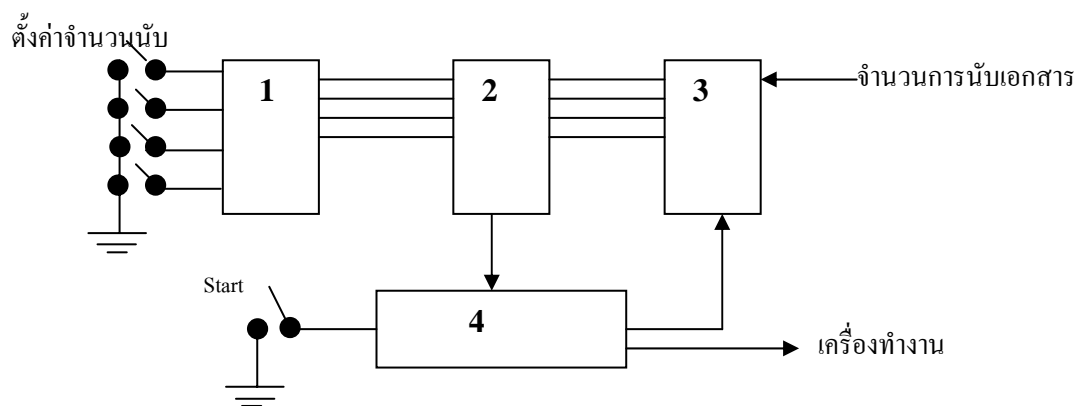 ตั้งค่าจำนวนนับ
1
2
3
จำนวนการนับเอกสาร
Start
4
เครื่องทำงาน